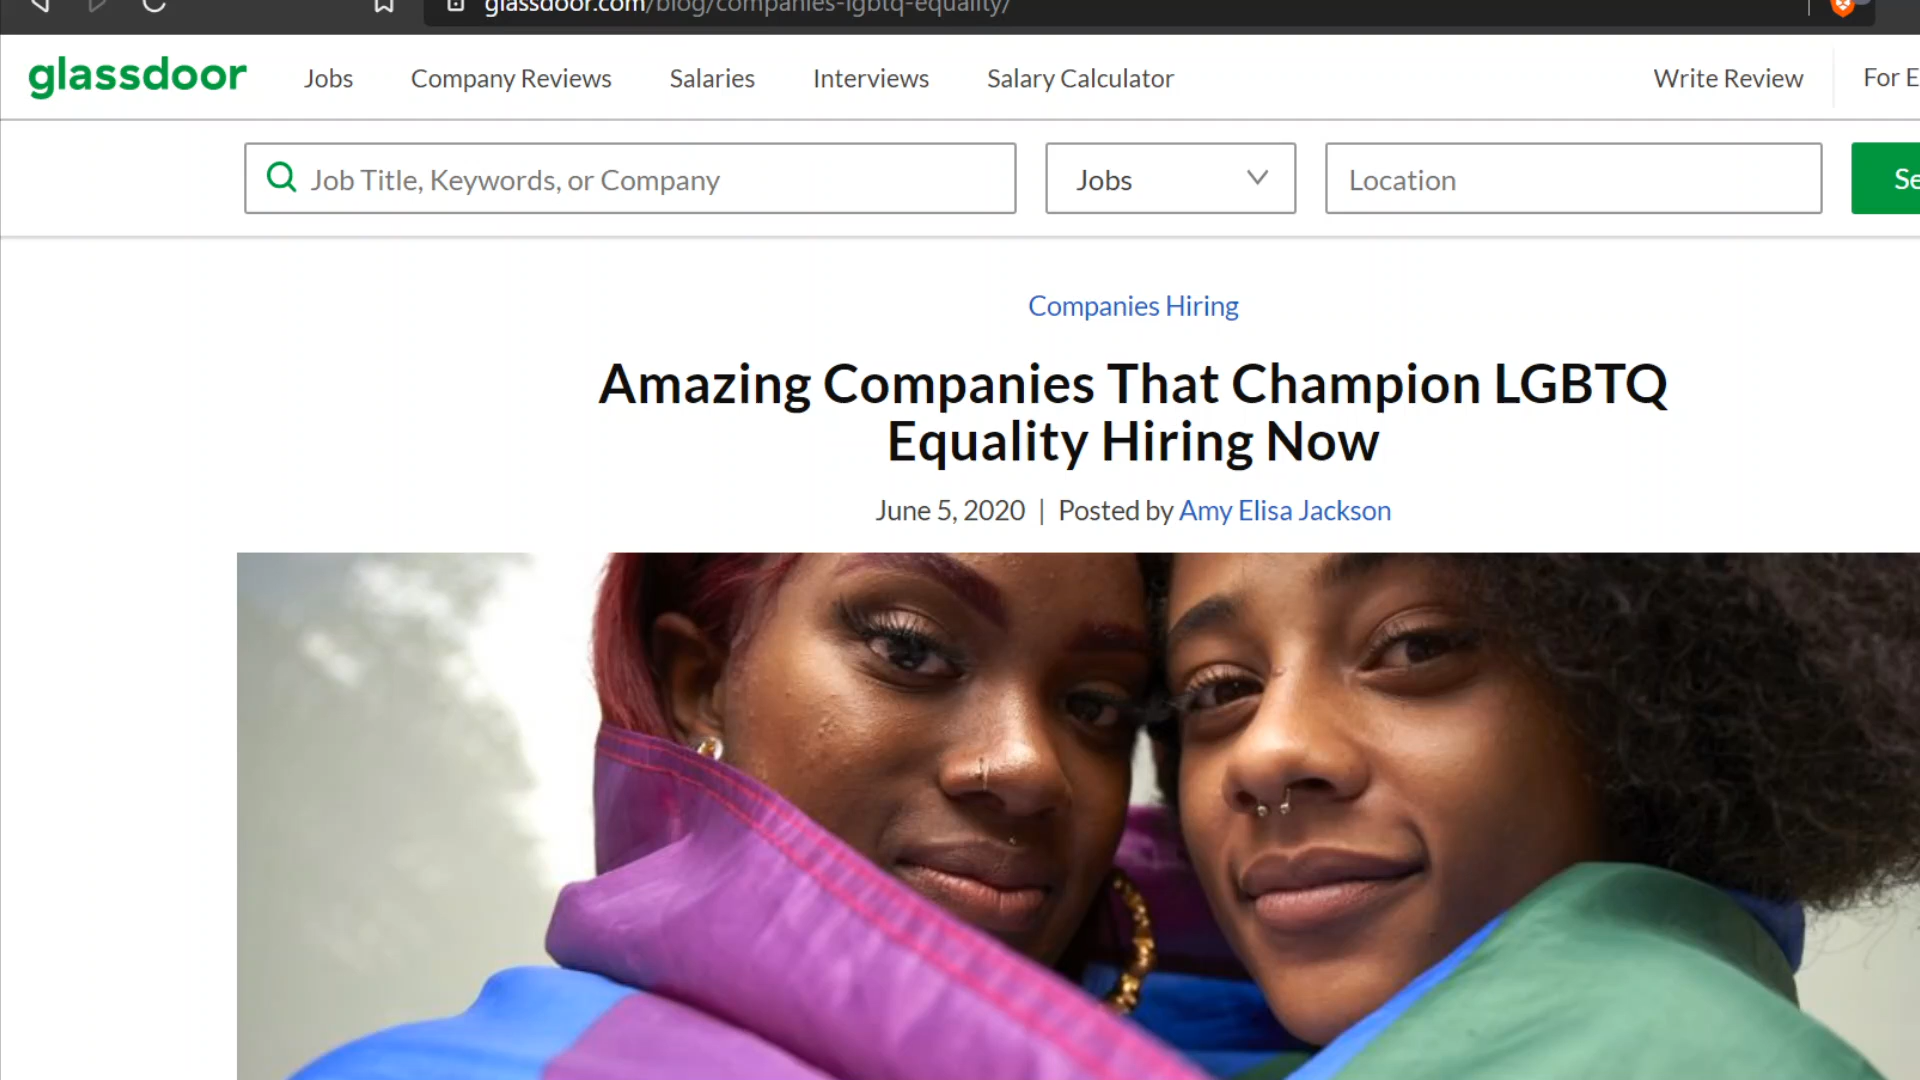 glassdoor.com/blog/companies-lgbtq-equality/
glassdoor Jobs Company Reviews Salaries Interviews Salary Calculator Write Review For E
Job Title, Keywords, or Company Jobs Location Se
Companies Hiring
Amazing Companies That Champion LGBTQ
Equality Hiring Now
June 5, 2020 | Posted by Amy Elisa Jackson